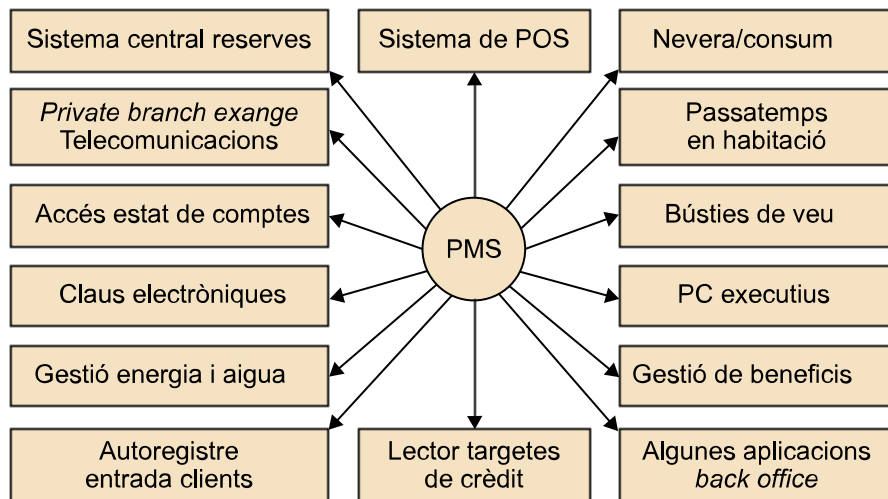 Sistema central reserves
Sistema de POS
Nevera/consum
Private branch exange
Telecomunicacions
Passatemps
en habitació
Accés estat de comptes
Bústies de veu
PMS
Claus electròniques
PC executius
Gestió energia i aigua
Gestió de beneficis
Autoregistre
entrada clients
Lector targetes
de crèdit
Algunes aplicacions
back office